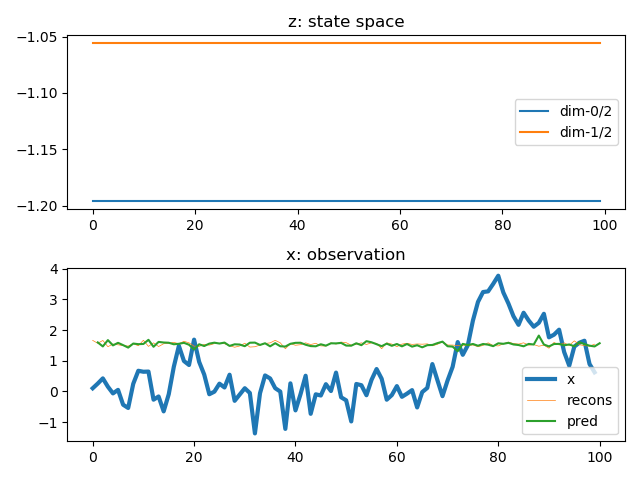 z: state space
−1.05
−1.10
−1.15
−1.20
dim-0/2
dim-1/2
0 20 40 60 80 100
x: observation
4
3
2
1
0
−1
x
recons
pred
0 20 40 60 80 100